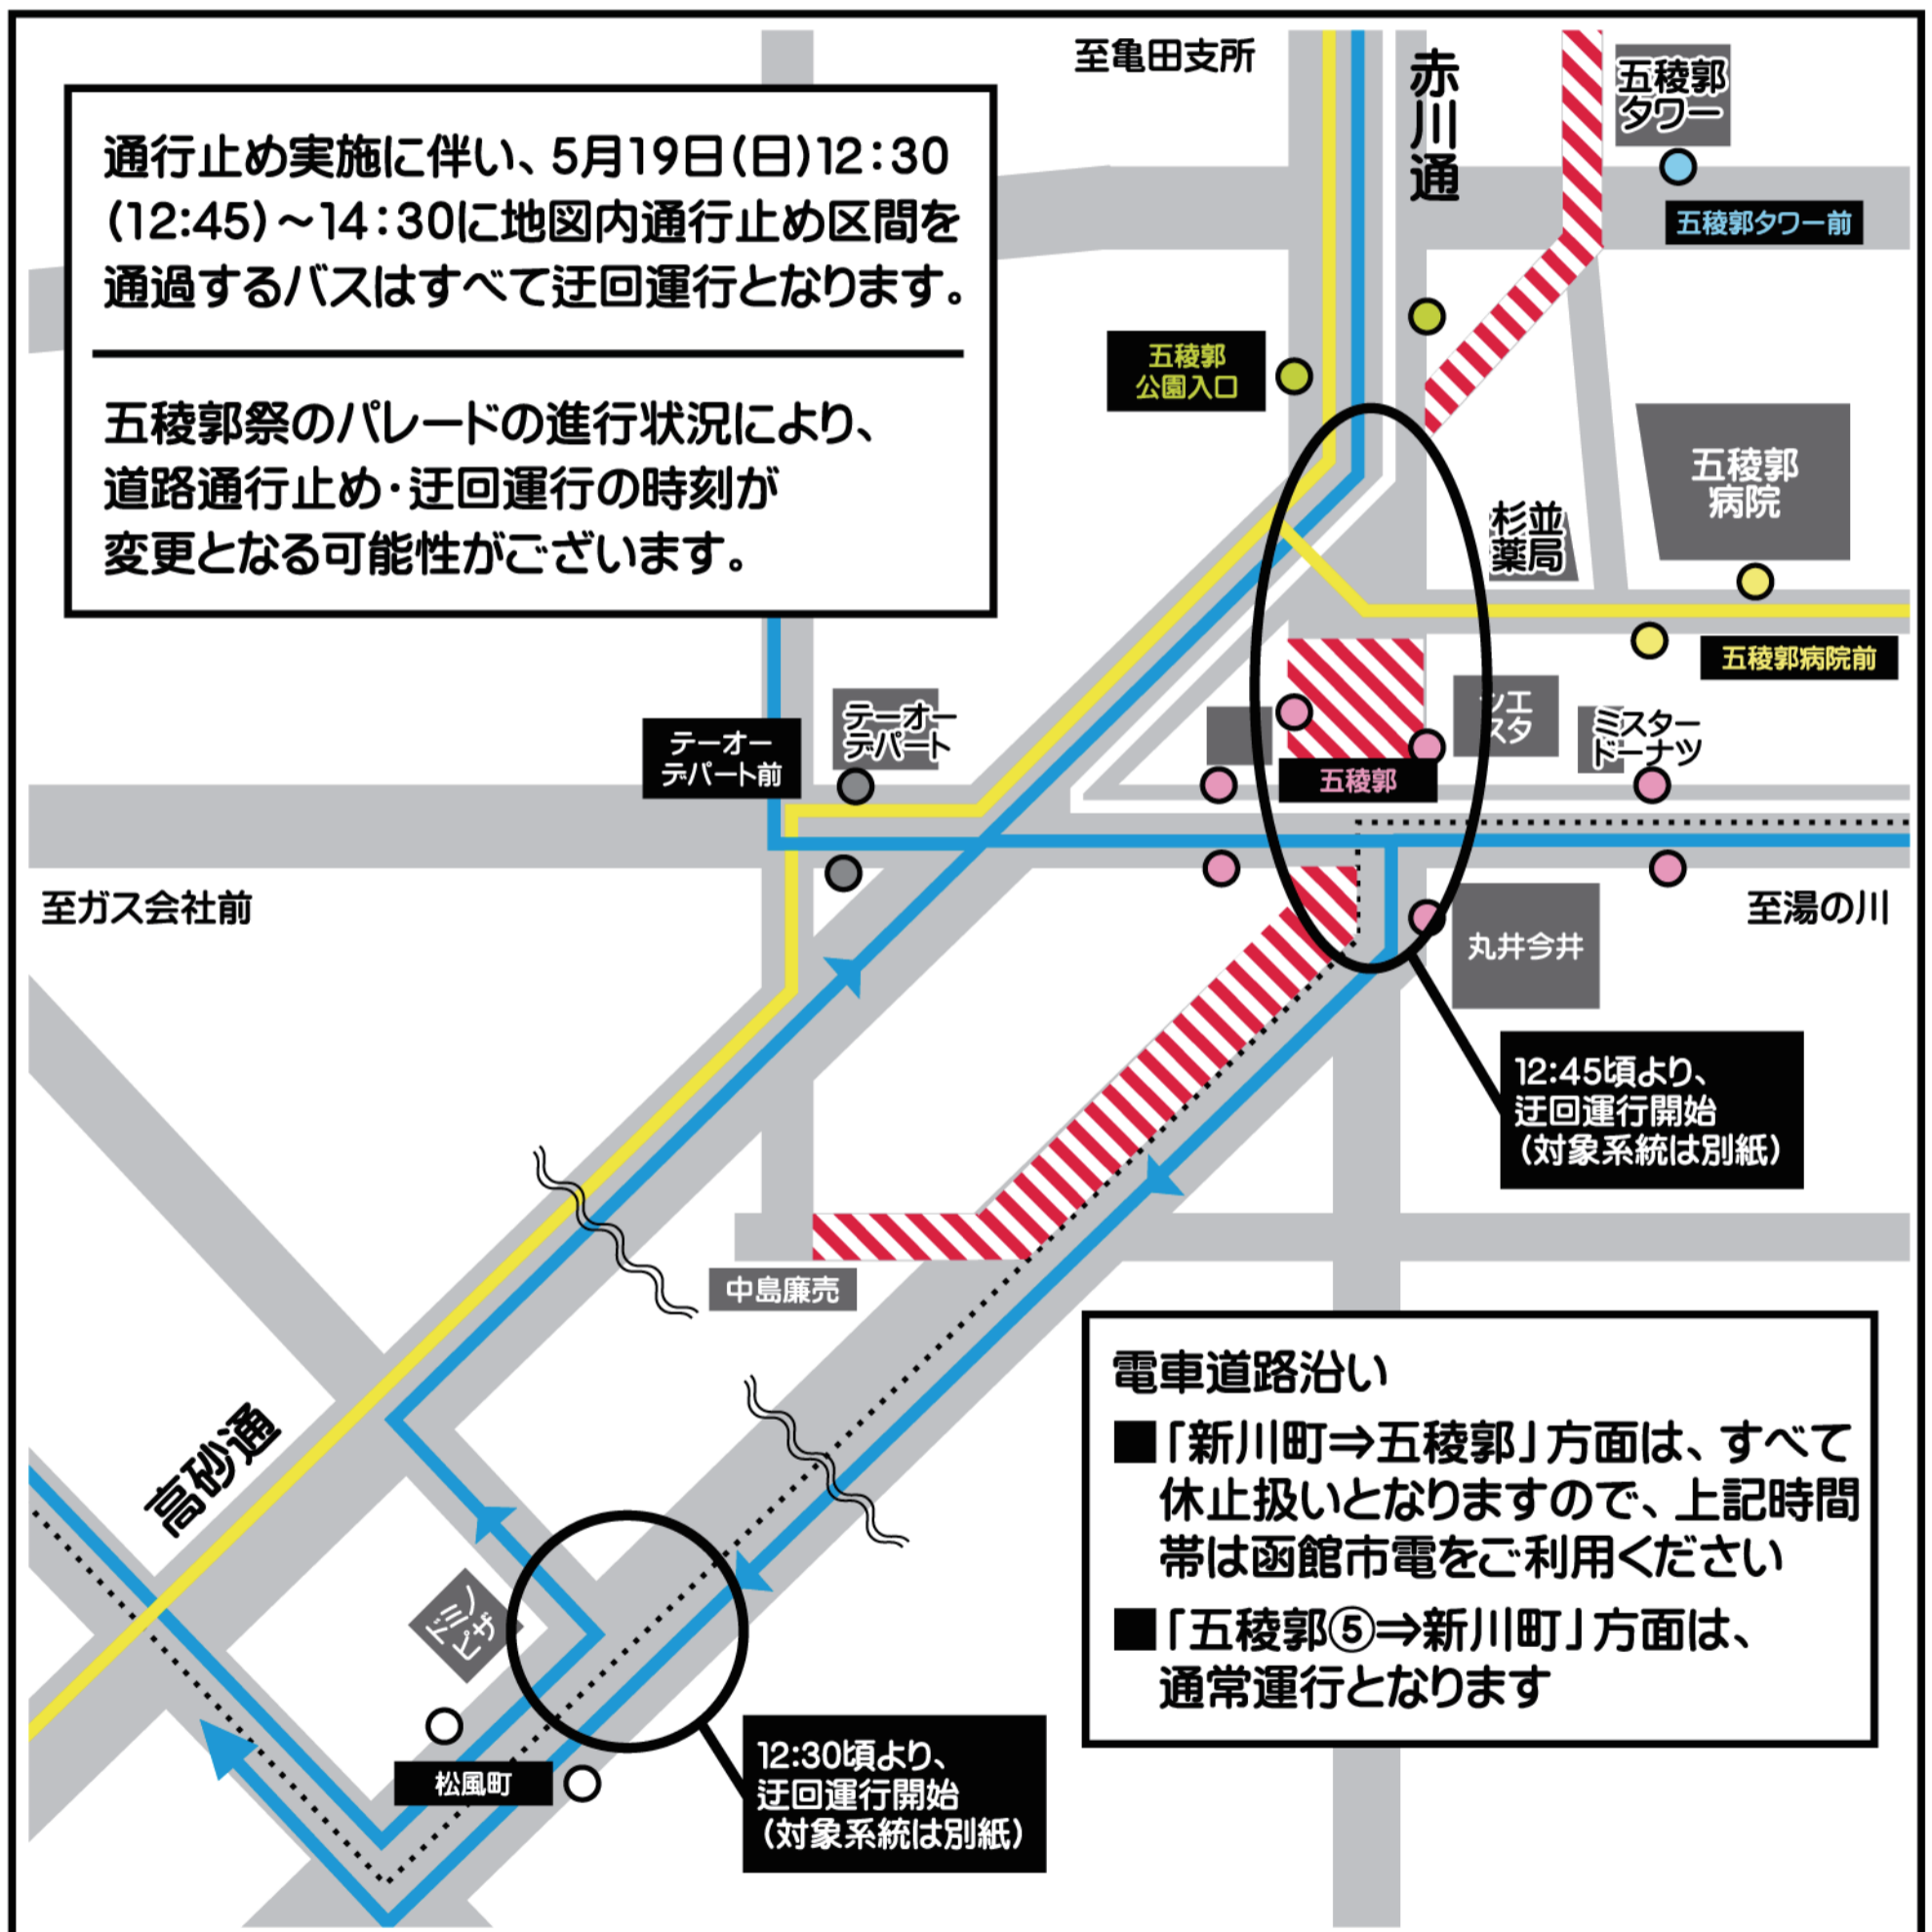 至亀田支所
赤川通
五稜郭
タワー
五稜郭タワー前
通行止め実施に伴い、5月19日(日)12:30
(12:45)～14:30に地図内通行止め区間を
通過するバスはすべて迂回運行となります。
五稜郭祭のパレードの進行状況により、
道路通行止め・迂回運行の時刻が
変更となる可能性がございます。
五稜郭
公園入口
五稜郭
病院
杉並
薬局
五稜郭病院前
テーオー
デパート前
テーオー
デパート
シエ
スタ
ミスター
ドーナツ
五稜郭
至ガス会社前
至湯の川
丸井今井
12:45頃より、
迂回運行開始
(対象系統は別紙)
中島廉売
電車道路沿い
■「新川町⇒五稜郭」方面は、すべて
休止扱いとなりますので、上記時間
帯は函館市電をご利用ください
■「五稜郭⑤⇒新川町」方面は、
通常運行となります
高砂通
ドミノ
ピザ
松風町
12:30頃より、
迂回運行開始
(対象系統は別紙)